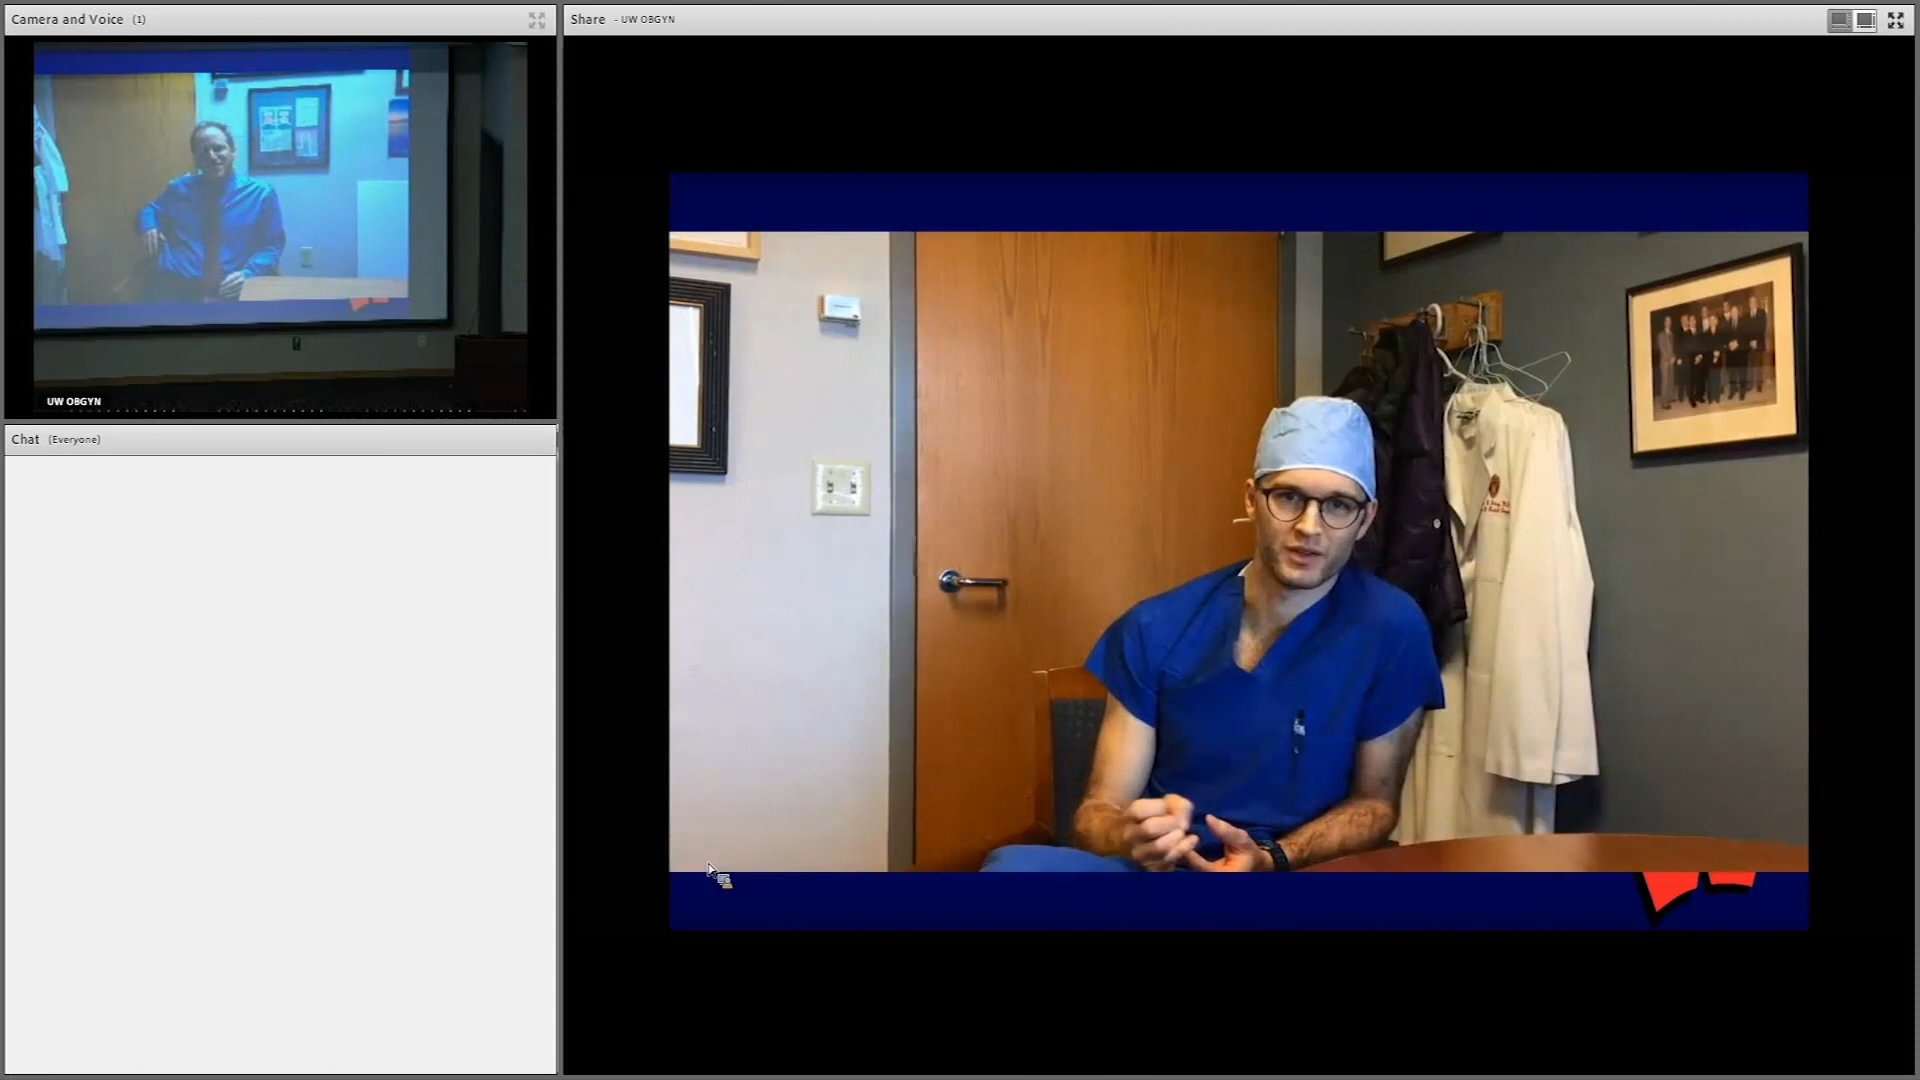 Camera and Voice (1)
Share - UW OBGYN
UW OBGYN
Chat (Everyone)